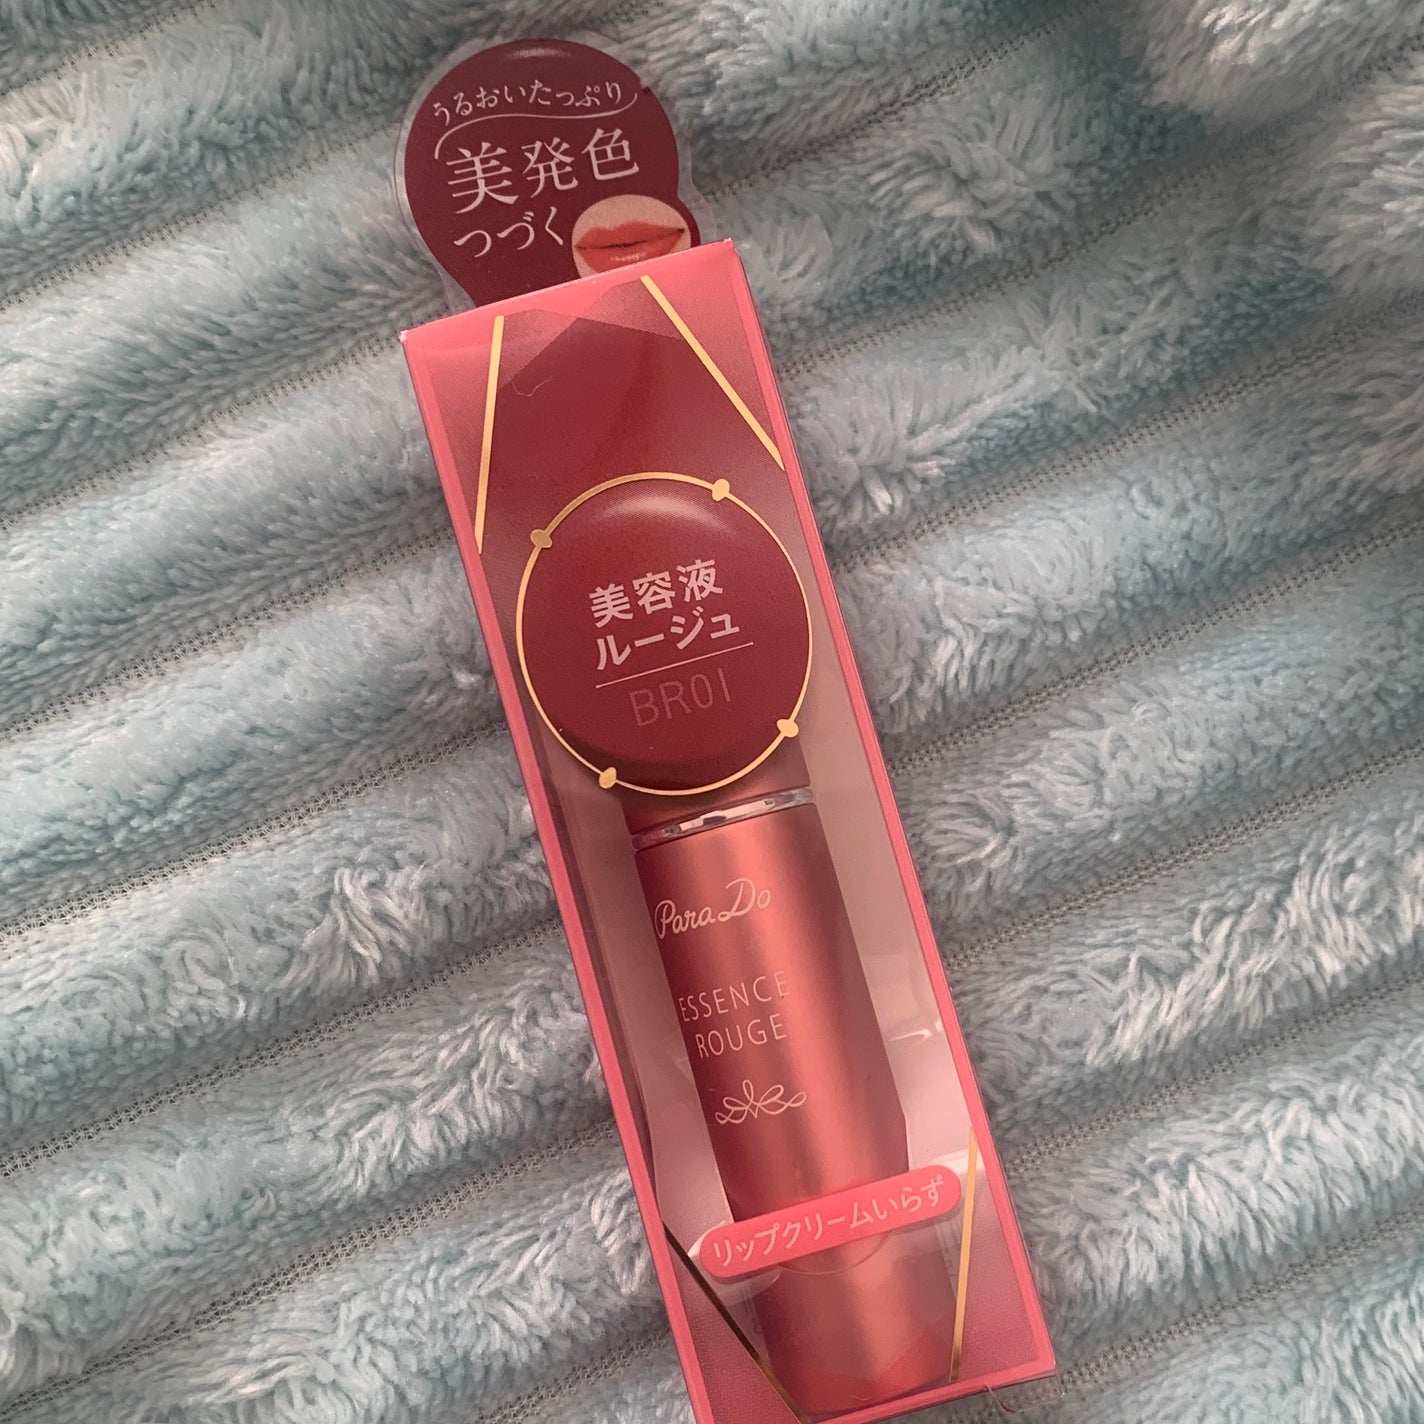 うるおいたっぷり
美発色
つづく
美容液
ルージュ
BR01
ParaDo
ESSENCE
ROUGE
リップクリームいらず